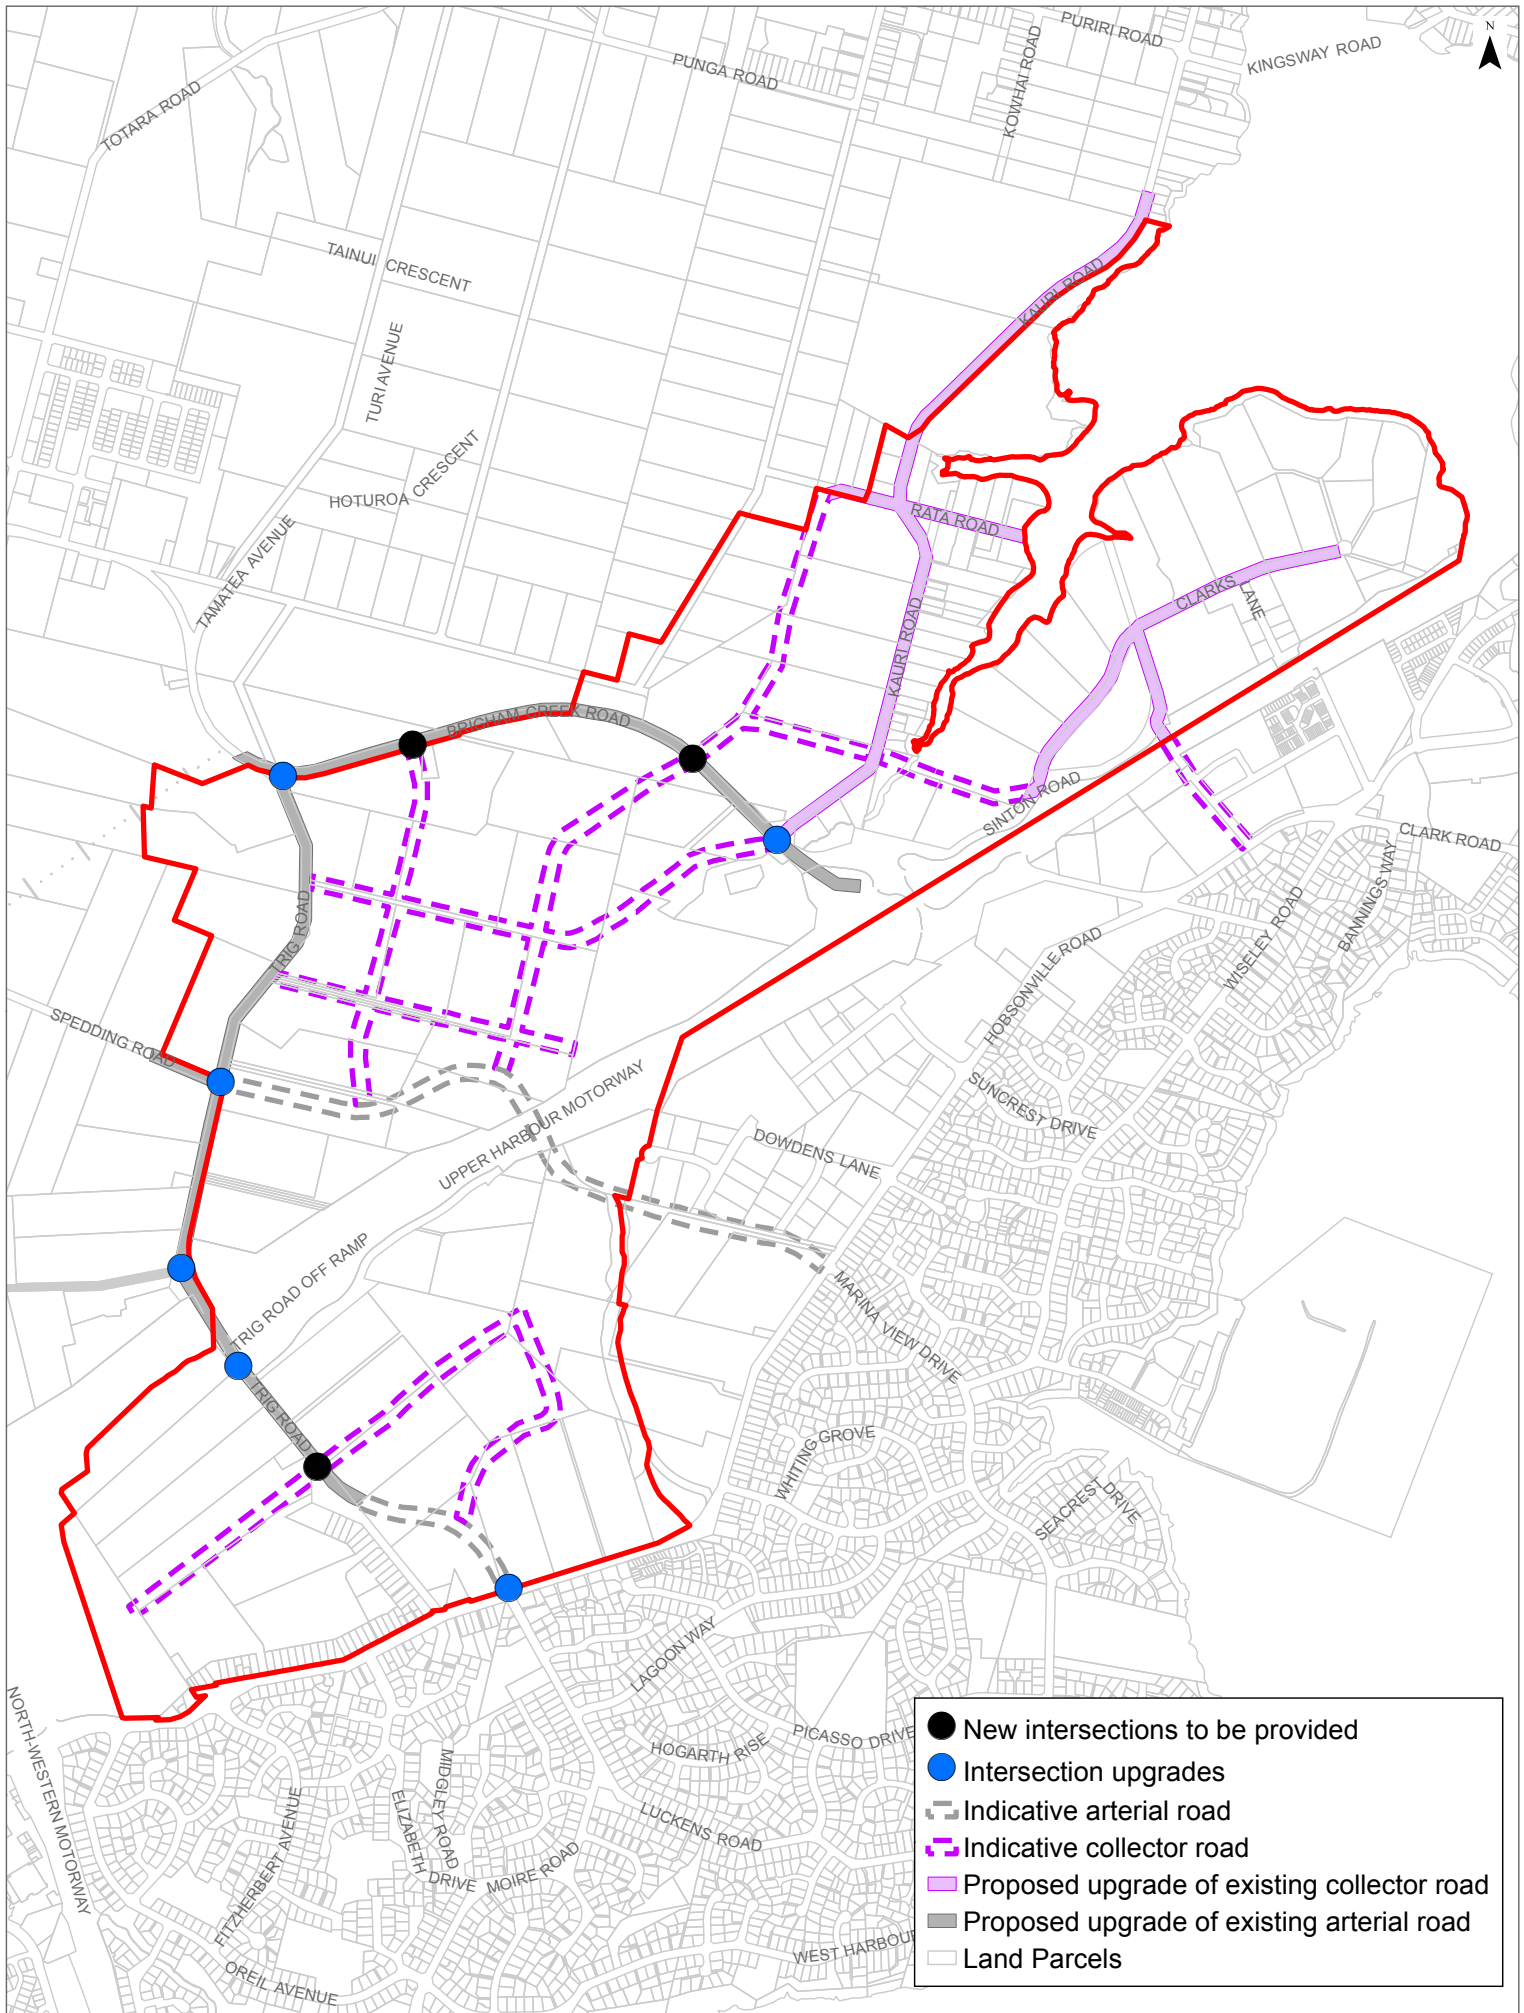 PURIRI ROAD
N
KINGSWAY ROAD
PUNGA ROAD
KOWHAI ROAD
TOTARA ROAD
TAINUI CRESCENT
KAURI ROAD
TURI AVENUE
HOTUROA CRESCENT
TAMATEA AVENUE
RATA ROAD
CLARKS LANE
KAURI ROAD
BRIGHAM CREEK ROAD
SINTON ROAD
CLARK ROAD
BANNINGS WAY
WISELEY ROAD
TRIG ROAD
HOBSONVILLE ROAD
SPEDDING ROAD
SUNCREST DRIVE
UPPER HARBOUR MOTORWAY
DOWDENS LANE
TRIG ROAD OFF RAMP
MARINA VIEW DRIVE
TRIG ROAD
WHITING GROVE
SEACREST DRIVE
LAGOON WAY
NORTH-WESTERN MOTORWAY
PICASSO DRIVE
HOGARTH RISE
MIDGLEY ROAD
ELIZABETH DRIVE
LUCKENS ROAD
FITZHERBERT AVENUE
MOIRE ROAD
WEST HARBOUR
OREIL AVENUE
New intersections to be provided
Intersection upgrades
Indicative arterial road
Indicative collector road
Proposed upgrade of existing collector road
Proposed upgrade of existing arterial road
Land Parcels